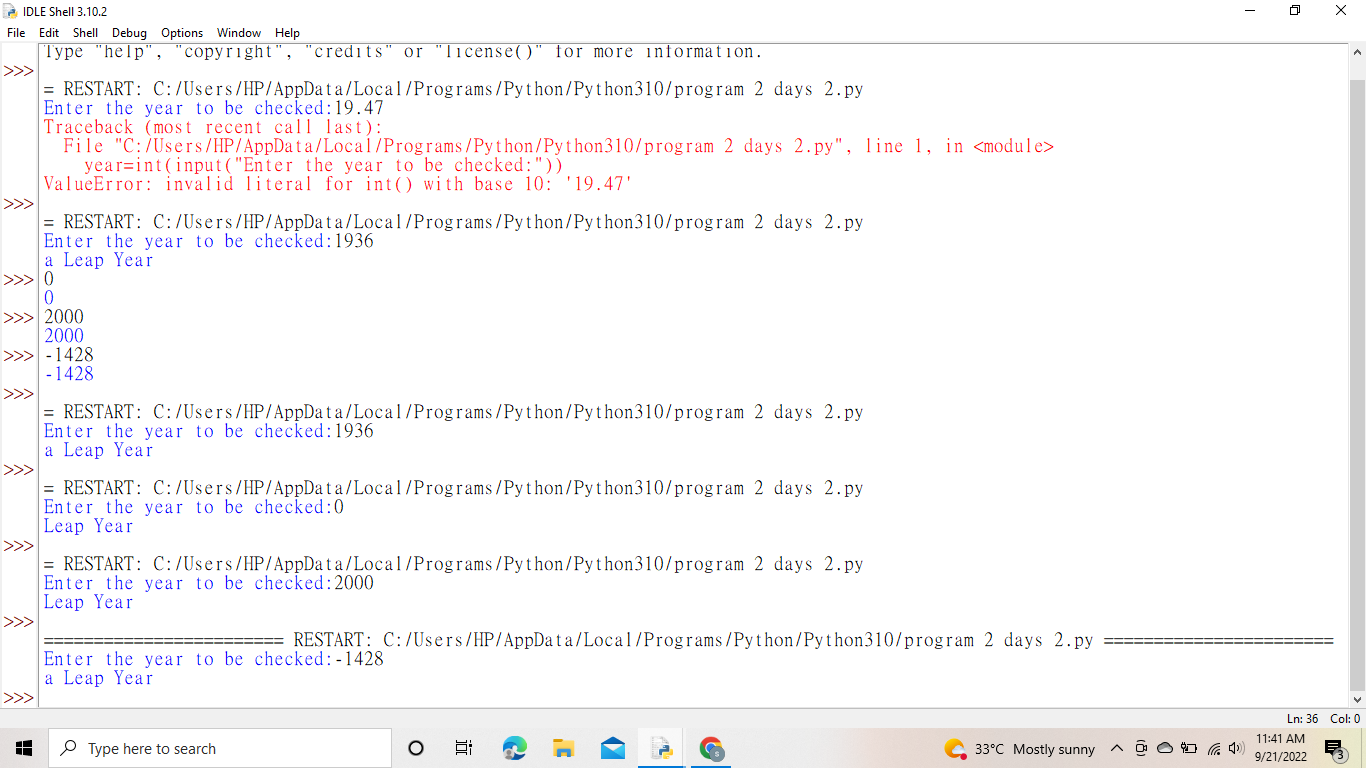 IDLE Shell 3.10.2
File Edit Shell Debug Options Window Help
Type "help", "copyright", "credits" or "license()" for more information.
>>>
= RESTART: C:/Users/HP/AppData/Local/Programs/Python/Python310/program 2 days 2.py
Enter the year to be checked:19.47
Traceback (most recent call last):
  File "C:/Users/HP/AppData/Local/Programs/Python/Python310/program 2 days 2.py", line 1, in <module>
    year=int(input("Enter the year to be checked:"))
ValueError: invalid literal for int() with base 10: '19.47'
>>>
= RESTART: C:/Users/HP/AppData/Local/Programs/Python/Python310/program 2 days 2.py
Enter the year to be checked:1936
a Leap Year
>>> 0
0
>>> 2000
2000
>>> -1428
-1428
>>>
= RESTART: C:/Users/HP/AppData/Local/Programs/Python/Python310/program 2 days 2.py
Enter the year to be checked:1936
a Leap Year
>>>
= RESTART: C:/Users/HP/AppData/Local/Programs/Python/Python310/program 2 days 2.py
Enter the year to be checked:0
Leap Year
>>>
= RESTART: C:/Users/HP/AppData/Local/Programs/Python/Python310/program 2 days 2.py
Enter the year to be checked:2000
Leap Year
>>>
======================== RESTART: C:/Users/HP/AppData/Local/Programs/Python/Python310/program 2 days 2.py =======================
Enter the year to be checked:-1428
a Leap Year
>>>
Ln: 36 Col: 0
Type here to search
S
33°C Mostly sunny
11:41 AM
9/21/2022
3